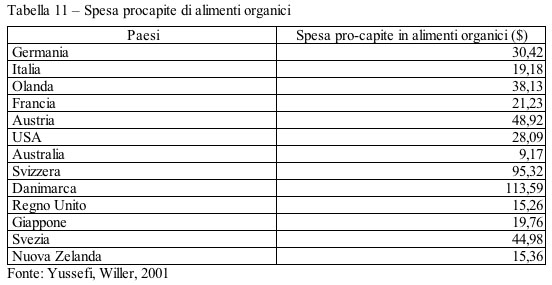 Tabella 11 – Spesa procapite di alimenti organici
Paesi Spesa pro-capite in alimenti organici ($)
Germania 30,42
Italia 19,18
Olanda 38,13
Francia 21,23
Austria 48,92
USA 28,09
Australia 9,17
Svizzera 95,32
Danimarca 113,59
Regno Unito 15,26
Giappone 19,76
Svezia 44,98
Nuova Zelanda 15,36
Fonte: Yussefi, Willer, 2001